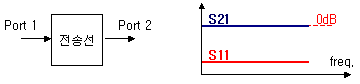 Port 1
전송선
Port 2
S21
0dB
S11
freq.